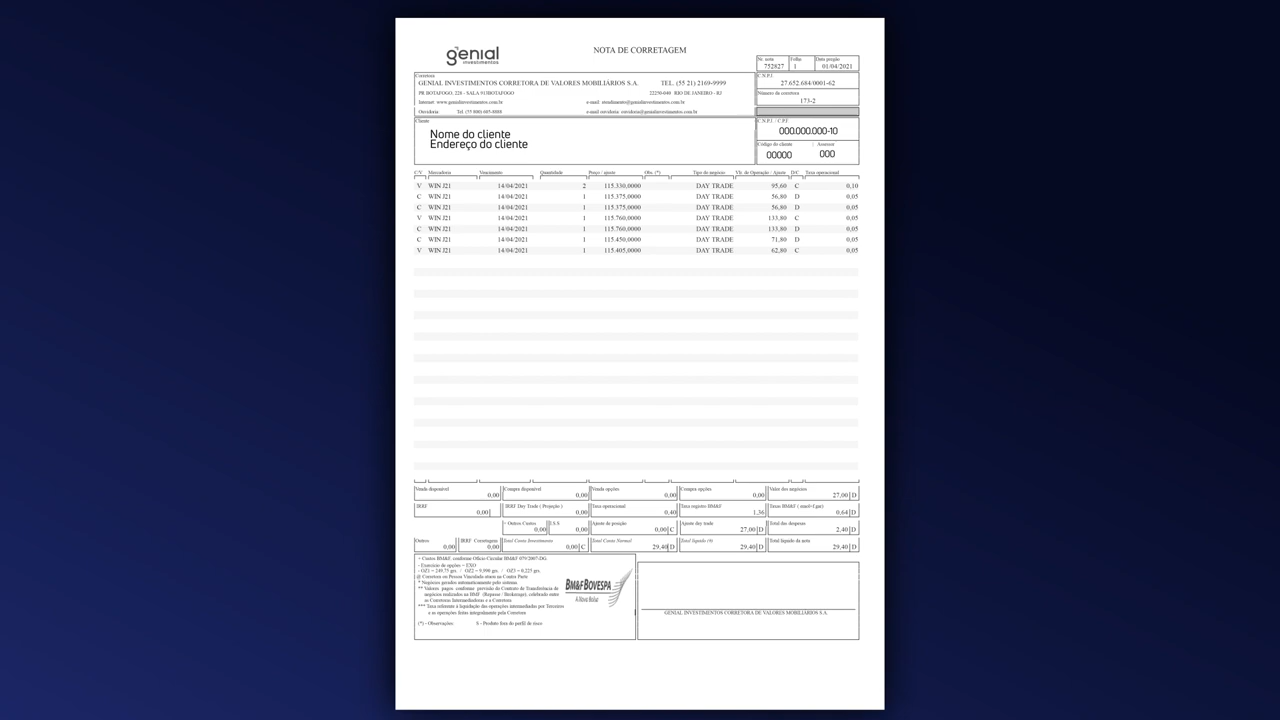 genial
investimentos
NOTA DE CORRETAGEM
Nr. nota Folha Data pregão
752827 1 01/04/2021
Corretora
GENIAL INVESTIMENTOS CORRETORA DE VALORES MOBILIÁRIOS S.A. TEL. (55 21) 2169-9999
PR BOTAFOGO, 228 - SALA 913BOTAFOGO 22250-040 RIO DE JANEIRO - RJ
Internet: www.genialinvestimentos.com.br e-mail: atendimento@genialinvestimentos.com.br
Ouvidoria: Tel. (55 800) 605-8888 e-mail ouvidoria: ouvidoria@genialinvestimentos.com.br
C.N.P.J.
27.652.684/0001-62
Número da corretora
173-2
Cliente
Nome do cliente
Endereço do cliente
C.N.P.J. / C.P.F.
000.000.000-10
Código do cliente | Assessor
00000 000
C/V Mercadoria Vencimento Quantidade Preço / ajuste Obs. (*) Tipo do negócio Vlr. de Operação / Ajuste D/C Taxa operacional
V WIN J21 14/04/2021 2 115.330,0000 DAY TRADE 95,60 C 0,10
C WIN J21 14/04/2021 1 115.375,0000 DAY TRADE 56,80 D 0,05
C WIN J21 14/04/2021 1 115.375,0000 DAY TRADE 56,80 D 0,05
V WIN J21 14/04/2021 1 115.760,0000 DAY TRADE 133,80 C 0,05
C WIN J21 14/04/2021 1 115.760,0000 DAY TRADE 133,80 D 0,05
C WIN J21 14/04/2021 1 115.450,0000 DAY TRADE 71,80 D 0,05
V WIN J21 14/04/2021 1 115.405,0000 DAY TRADE 62,80 C 0,05
Venda disponível Compra disponível Venda opções Compra opções Valor dos negócios
0,00 0,00 0,00 0,00 27,00|D
IRRF IRRF Day Trade ( Projeção ) Taxa operacional Taxa registro BM&F Taxas BM&F ( emol+f.gar)
0,00| 0,00 0,40 1,36 0,64|D
+ Outros Custos I.S.S Ajuste de posição Ajuste day trade Total das despesas
0,00 0,00 0,00|C 27,00|D 2,40|D
Outros IRRF Corretagem Total Conta Investimento Total Conta Normal Total liquido (#) Total líquido da nota
0,00 0,00 0,00|C 29,40|D 29,40|D 29,40|D
+ Custos BM&F, conforme Ofício Circular BM&F 079/2007-DG.
- Exercício de opções = EXO
- OZ1 = 249,75 grs. / OZ2 = 9,990 grs. / OZ3 = 0,225 grs.
@ Corretora ou Pessoa Vinculada atuou na Contra Parte
* Negócios gerados automaticamente pelo sistema
** Valores pagos conforme previsão do Contrato de Transferência de
negócios realizados na BMF (Repasse / Brokerage), celebrado entre
as Corretoras Intermediadoras e a Corretora
*** Taxa referente à liquidação das operações intermediadas por Terceiros
e as operações feitas integralmente pela Corretora
(*) - Observações: S - Produto fora do perfil de risco
BM&FBOVESPA
A Nova Bolsa
GENIAL INVESTIMENTOS CORRETORA DE VALORES MOBILIÁRIOS S.A.